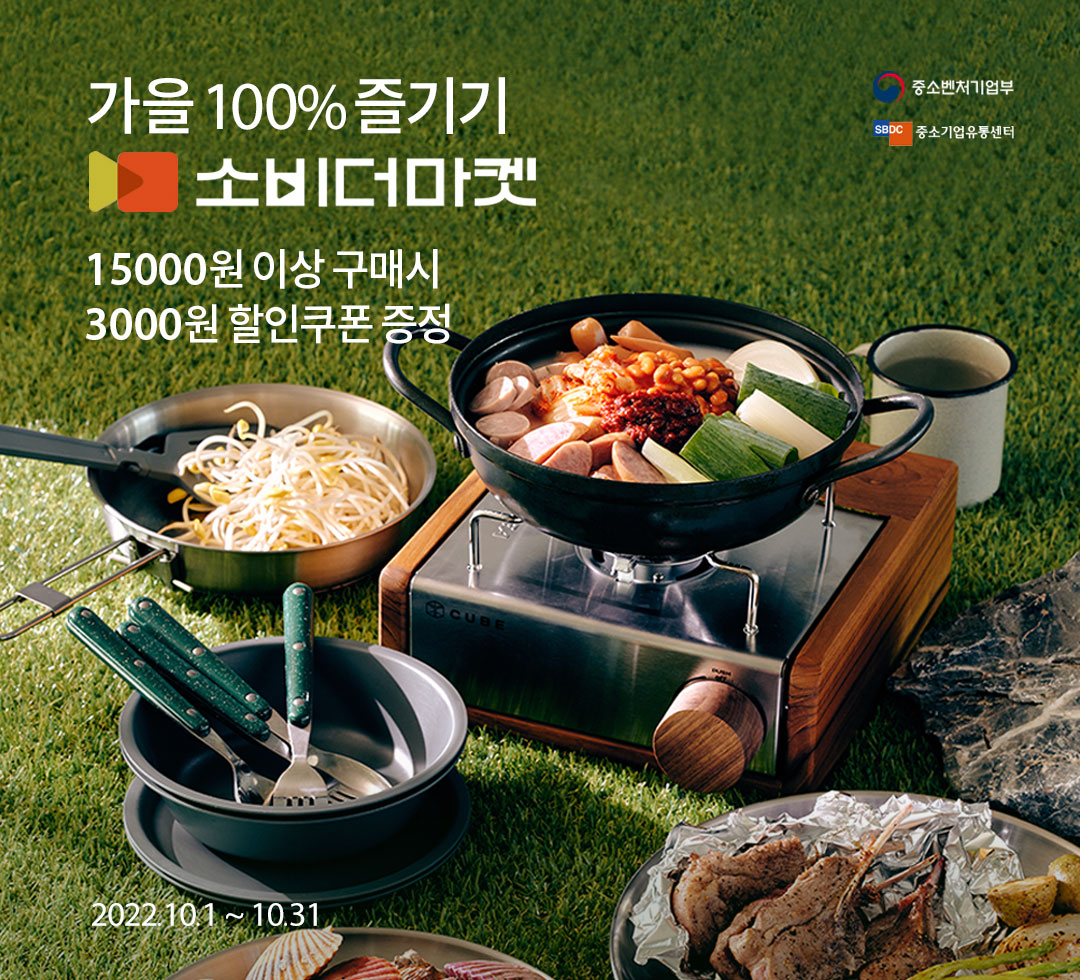 가을 100% 즐기기
소비더마켓
15000원 이상 구매시
3000원 할인쿠폰 증정
중소벤처기업부
SBDC 중소기업유통센터
CUBE
2022.10.1 ~ 10.31